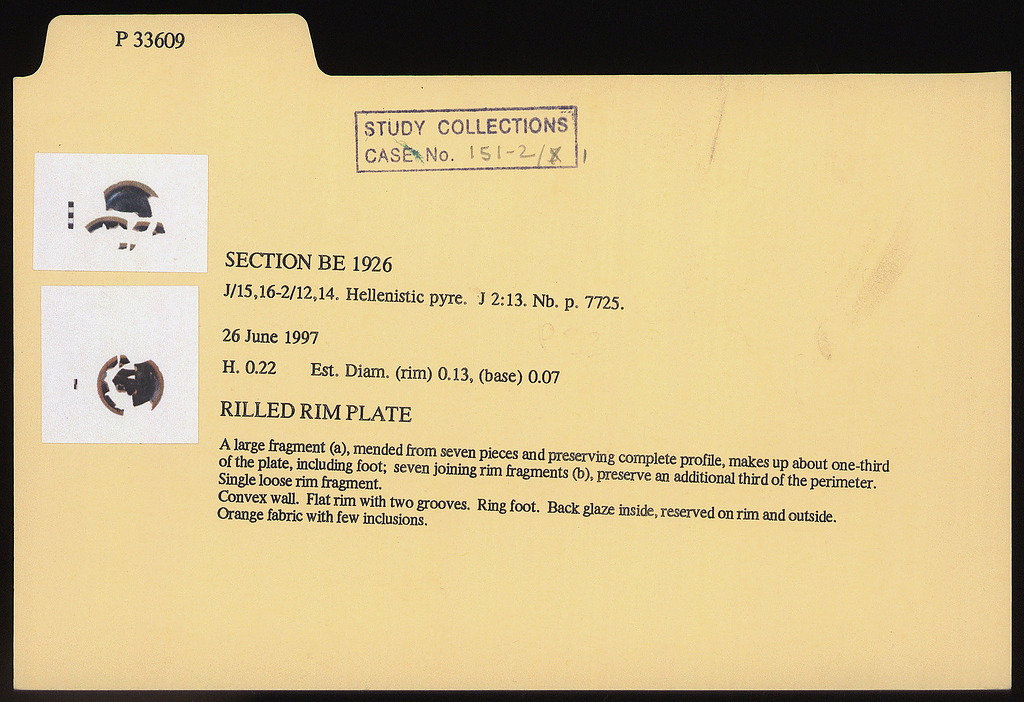 P 33609
STUDY COLLECTIONS
CASE No. 151-2/ 1
SECTION BE 1926
J/15,16-2/12,14. Hellenistic pyre. J 2:13. Nb. p. 7725.
26 June 1997
H. 0.22 Est. Diam. (rim) 0.13, (base) 0.07
RILLED RIM PLATE
A large fragment (a), mended from seven pieces and preserving complete profile, makes up about one-third
of the plate, including foot; seven joining rim fragments (b), preserve an additional third of the perimeter.
Single loose rim fragment.
Convex wall. Flat rim with two grooves. Ring foot. Back glaze inside, reserved on rim and outside.
Orange fabric with few inclusions.